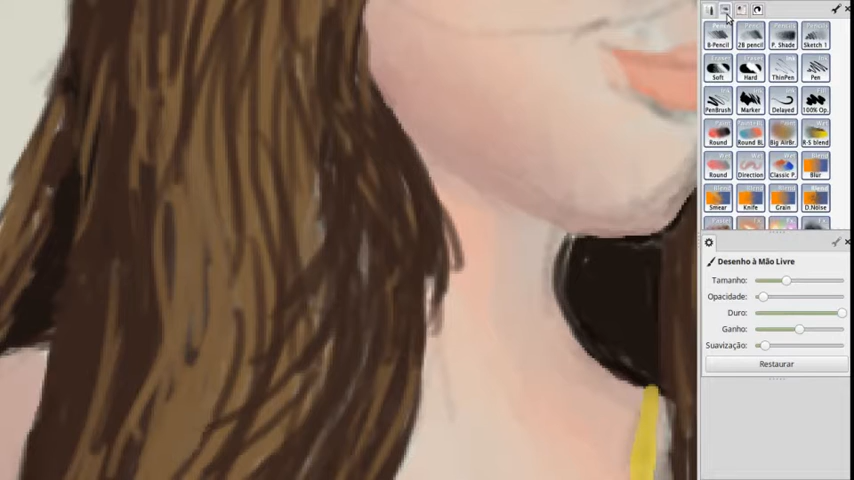 B-Pencil 2B pencil P. Shade Sketch 1
Soft Hard ThinPen Pen
PenBrush Marker Delayed 100% Op.
Round Round BL Big AirBr. R-S blend
Round Direction Classic P. Blur
Smear Knife Grain D.Noise
Desenho à Mão Livre
Tamanho:
Opacidade:
Duro:
Ganho:
Suavização:
Restaurar